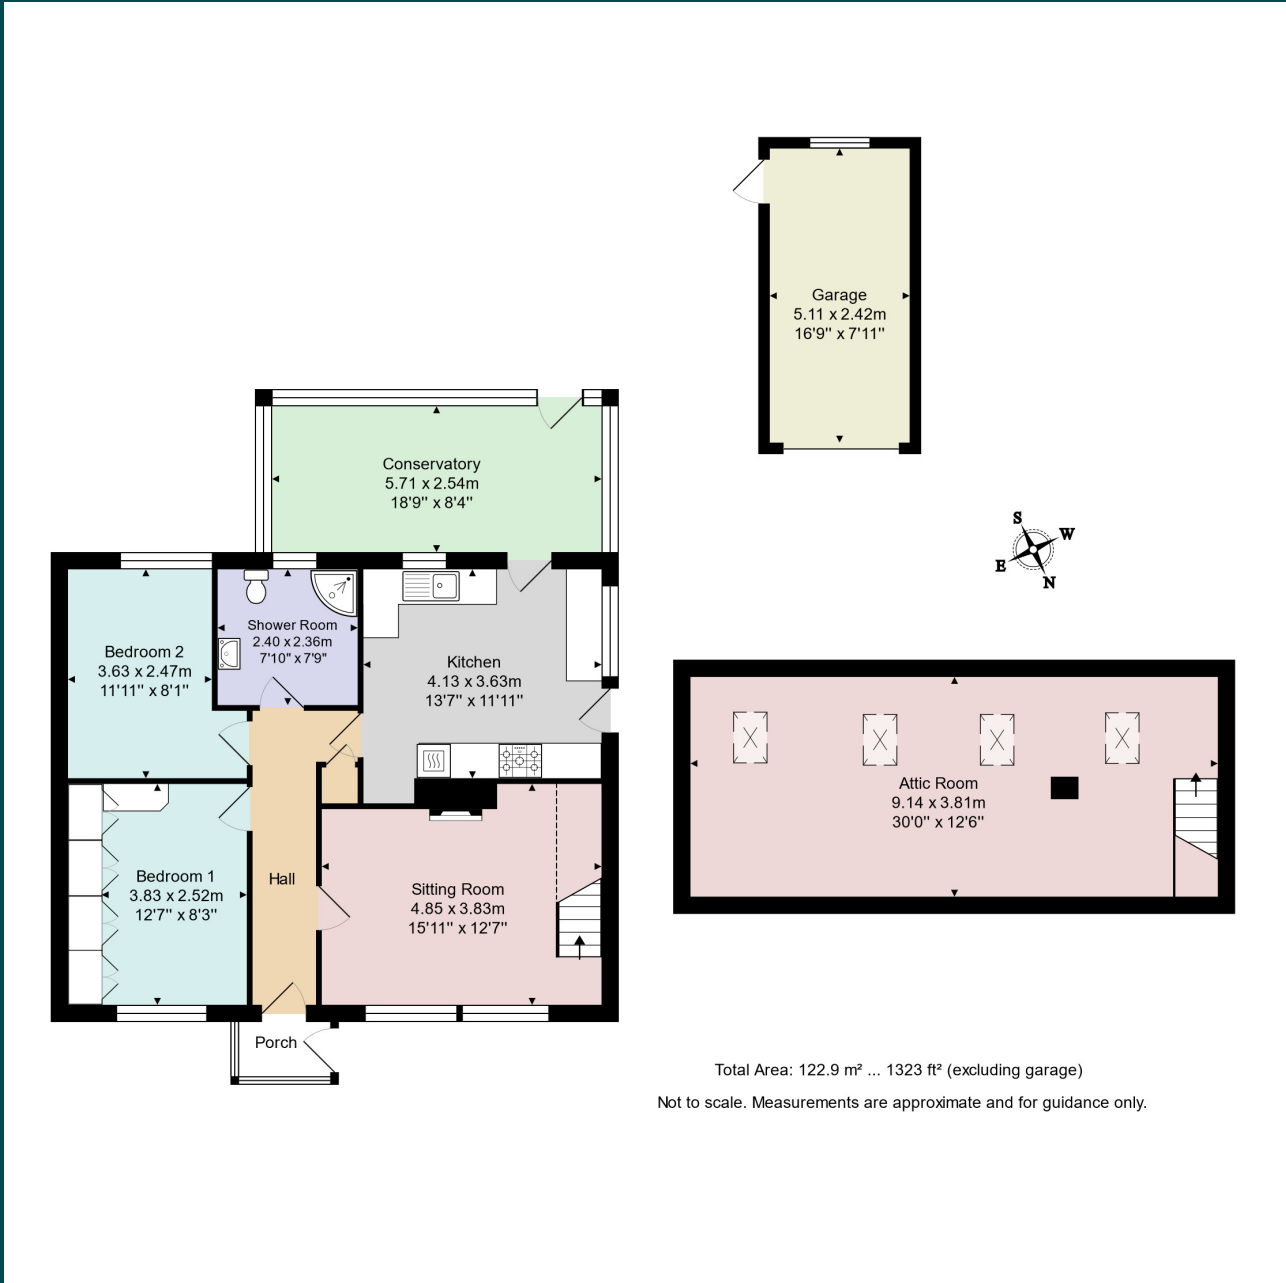 Garage
5.11 x 2.42m
16'9'' x 7'11''
Conservatory
5.71 x 2.54m
18'9'' x 8'4''
S
W
E
N
Bedroom 2
3.63 x 2.47m
11'11'' x 8'1''
Shower Room
2.40 x 2.36m
7'10" x 7'9"
Kitchen
4.13 x 3.63m
13'7'' x 11'11''
Attic Room
9.14 x 3.81m
30'0'' x 12'6''
Bedroom 1
3.83 x 2.52m
12'7'' x 8'3''
Hall
Sitting Room
4.85 x 3.83m
15'11'' x 12'7''
Porch
Total Area: 122.9 m² ... 1323 ft² (excluding garage)
Not to scale. Measurements are approximate and for guidance only.